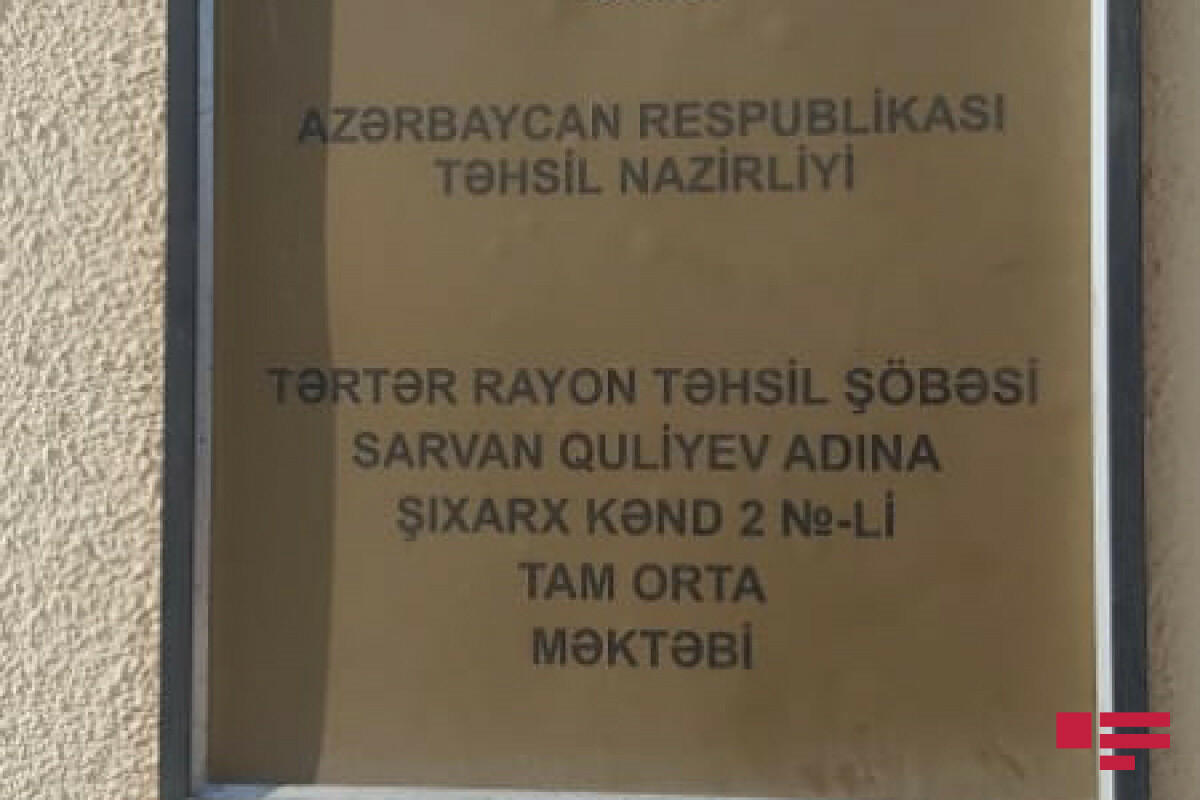 AZƏRBAYCAN RESPUBLİKASI
TƏHSİL NAZİRLİYİ
TƏRTƏR RAYON TƏHSİL ŞÖBƏSİ
SARVAN QULİYEV ADINA
ŞIXARX KƏND 2 №-Lİ
TAM ORTA
MƏKTƏBİ